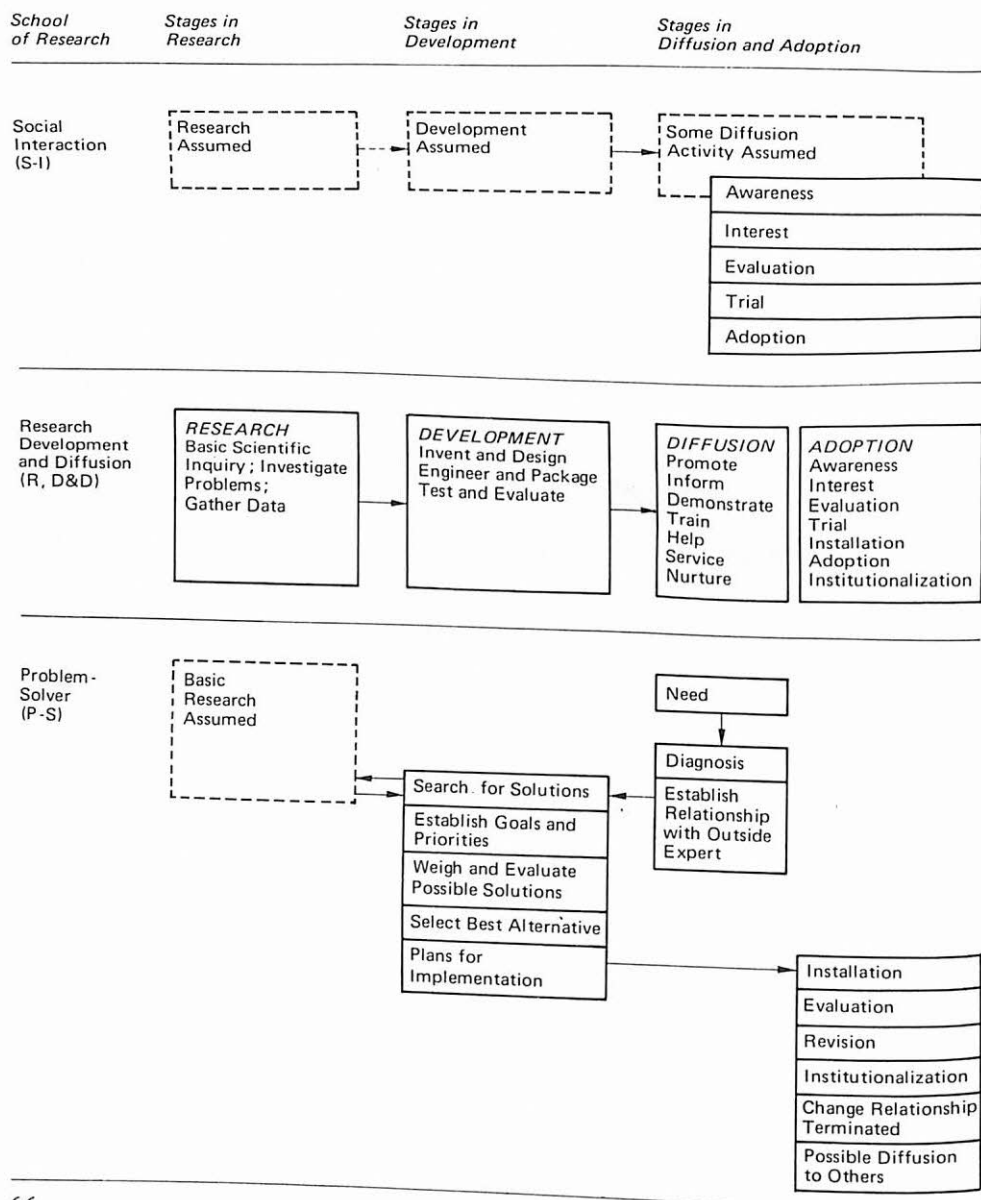 School
of Research
Stages in
Research
Stages in
Development
Stages in
Diffusion and Adoption
Social
Interaction
(S-I)
Research
Assumed
Development
Assumed
Some Diffusion
Activity Assumed
Awareness
Interest
Evaluation
Trial
Adoption
Research
Development
and Diffusion
(R, D&D)
RESEARCH
Basic Scientific
Inquiry; Investigate
Problems;
Gather Data
DEVELOPMENT
Invent and Design
Engineer and Package
Test and Evaluate
DIFFUSION
Promote
Inform
Demonstrate
Train
Help
Service
Nurture
ADOPTION
Awareness
Interest
Evaluation
Trial
Installation
Adoption
Institutionalization
Problem-
Solver
(P-S)
Basic
Research
Assumed
Need
Diagnosis
Establish
Relationship
with Outside
Expert
Search for Solutions
Establish Goals and
Priorities
Weigh and Evaluate
Possible Solutions
Select Best Alternative
Plans for
Implementation
Installation
Evaluation
Revision
Institutionalization
Change Relationship
Terminated
Possible Diffusion
to Others